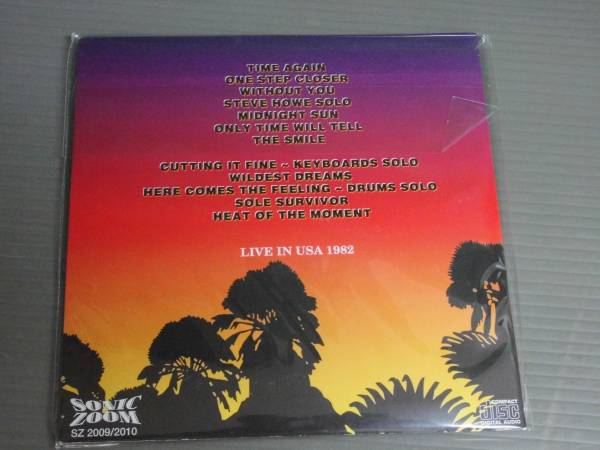 TIME AGAIN
ONE STEP CLOSER
WITHOUT YOU
STEVE HOWE SOLO
MIDNIGHT SUN
ONLY TIME WILL TELL
THE SMILE
CUTTING IT FINE ~ KEYBOARDS SOLO
WILDEST DREAMS
HERE COMES THE FEELING ~ DRUMS SOLO
SOLE SURVIVOR
HEAT OF THE MOMENT
LIVE IN USA 1982
SONIC
ZOOM
SZ 2009/2010
COMPACT
DISC
DIGITAL AUDIO